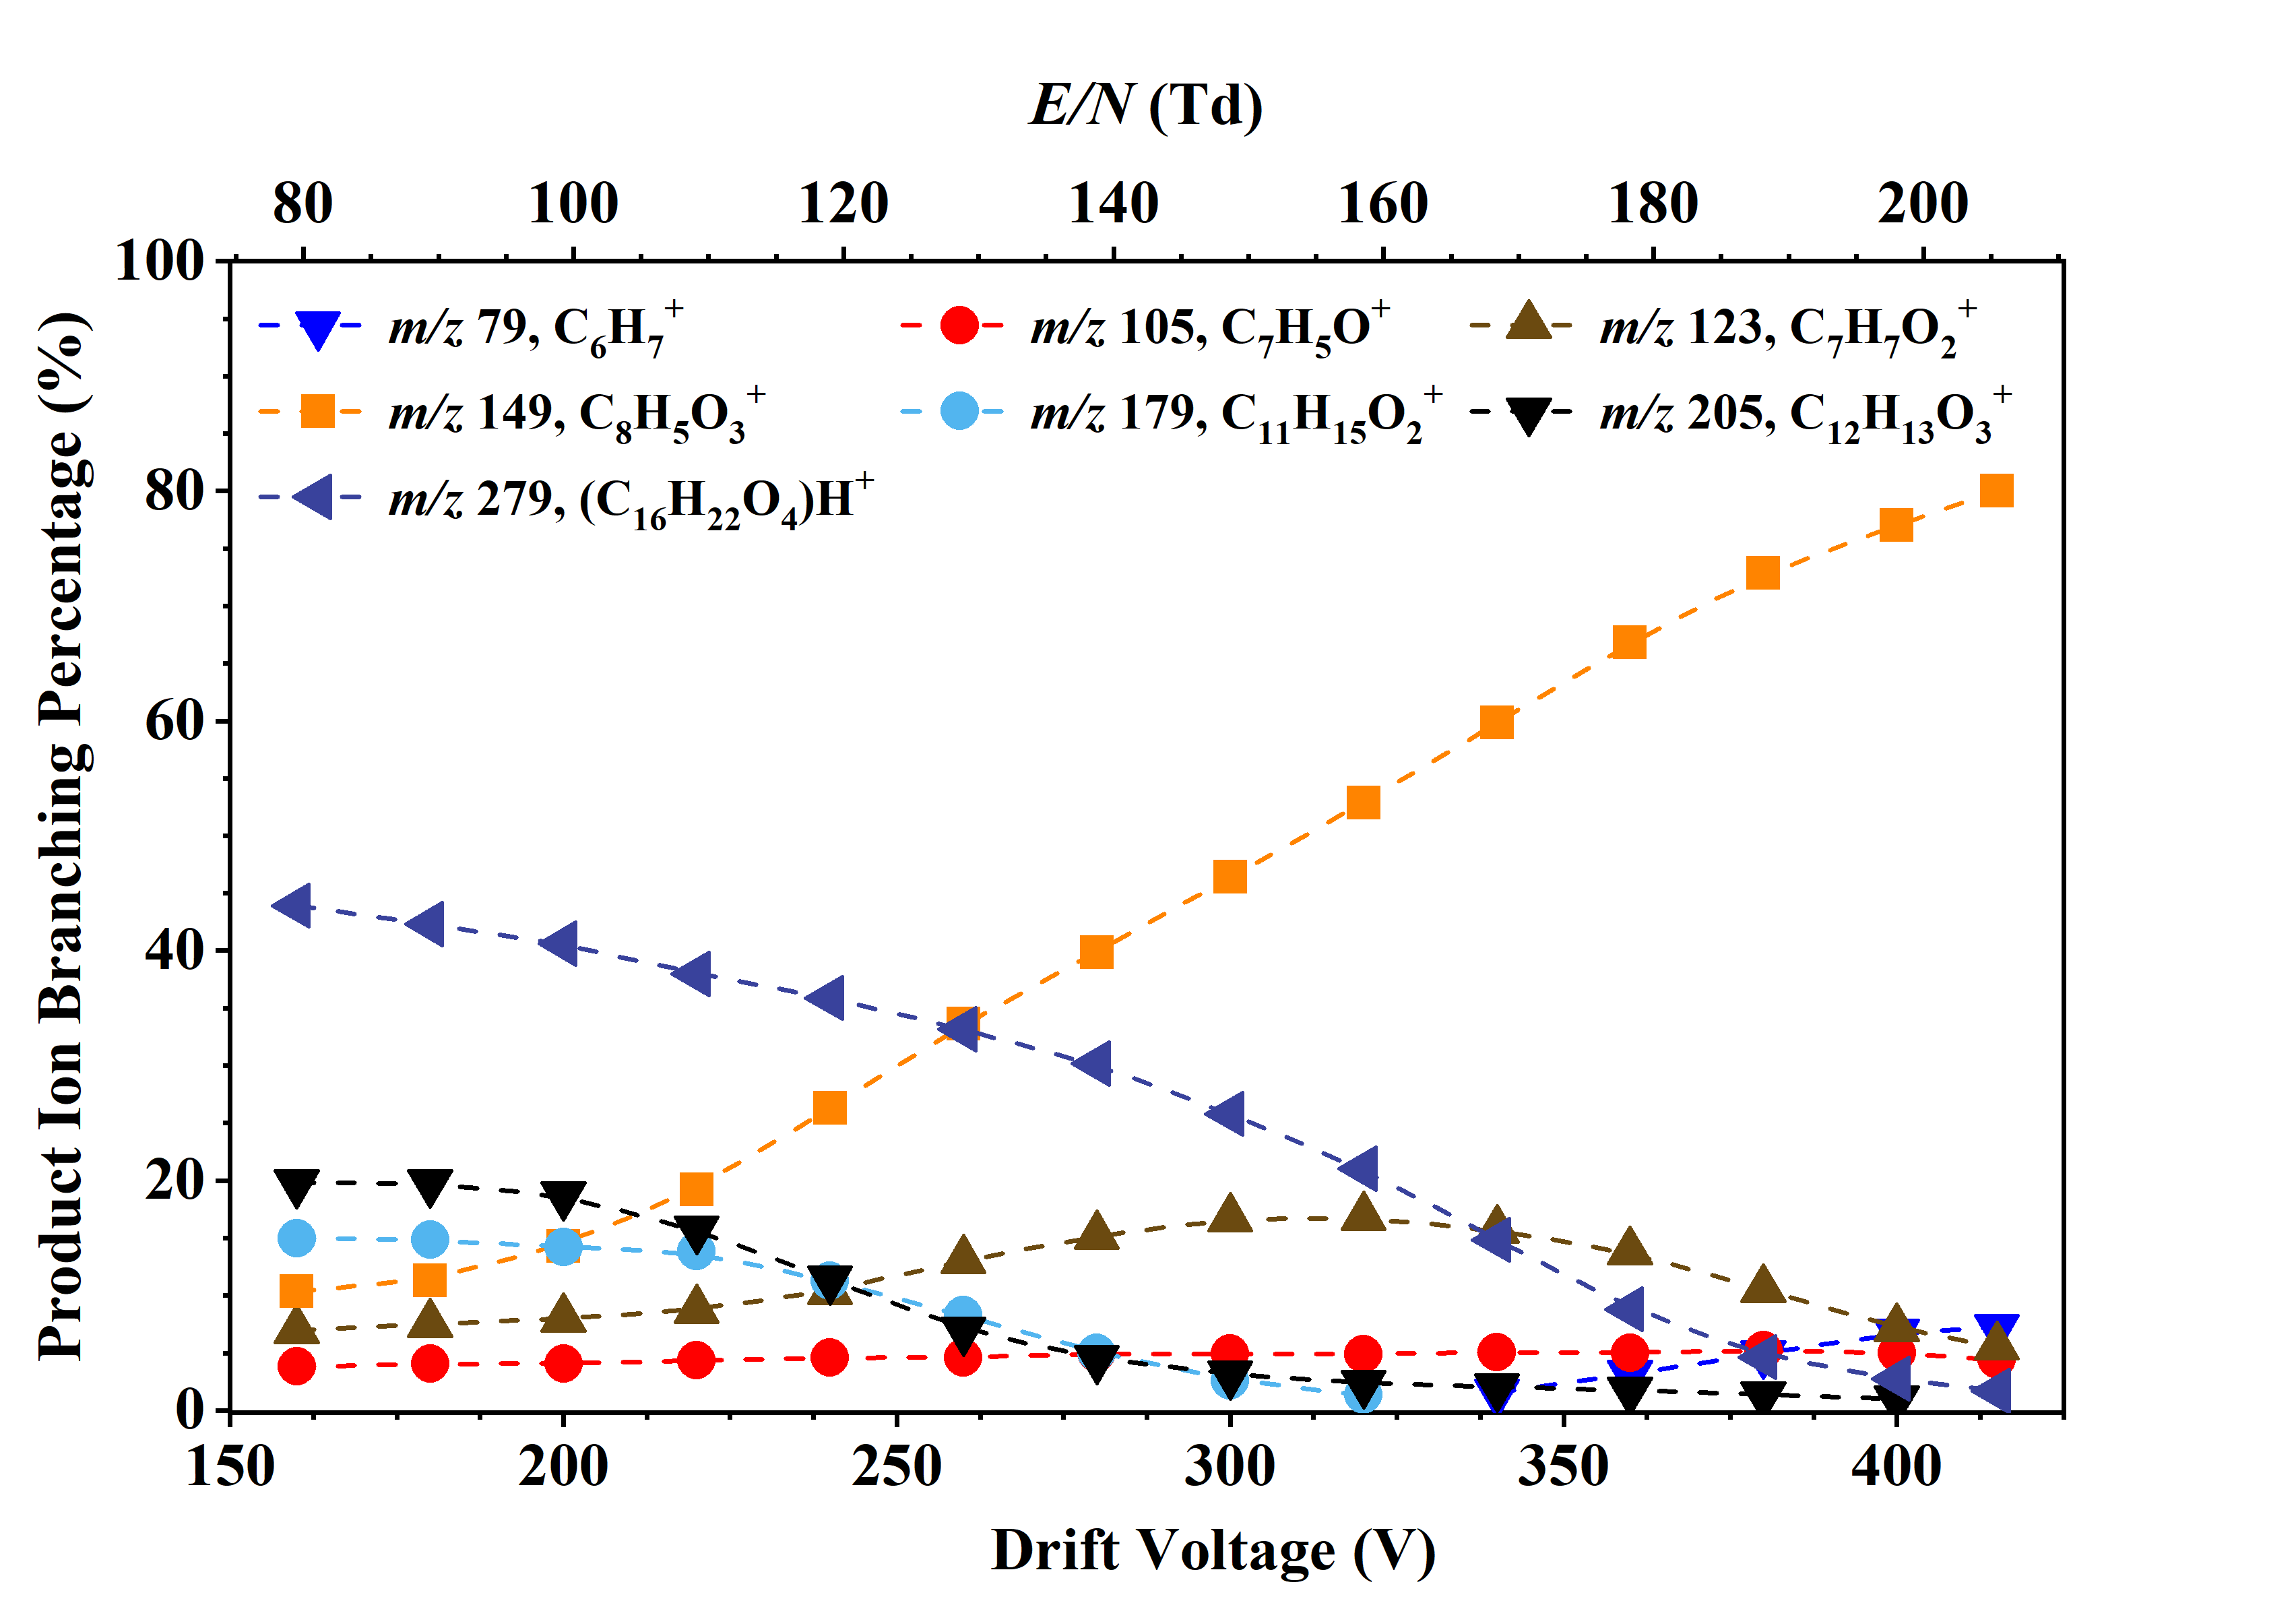 E/N (Td)
80 100 120 140 160 180 200
Product Ion Branching Percentage (%)
100
80
60
40
20
0
m/z 79, C6H7+ m/z 105, C7H5O+ m/z 123, C7H7O2+
m/z 149, C8H5O3+ m/z 179, C11H15O2+ m/z 205, C12H13O3+
m/z 279, (C16H22O4)H+
150 200 250 300 350 400
Drift Voltage (V)